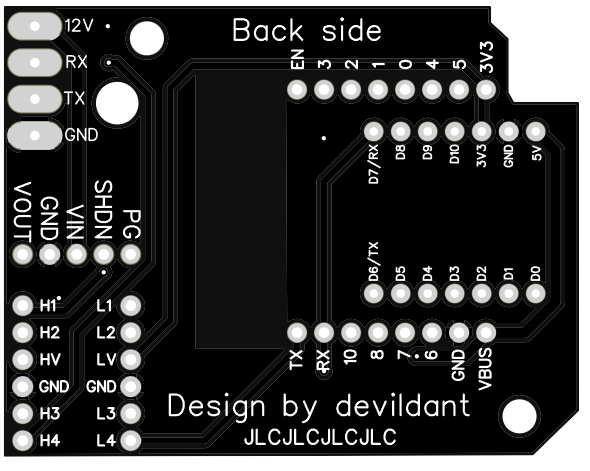 Back side
12V
RX
TX
GND
EN 3 2 1 0 4 5 3V3
D7/RX D8 D9 D10 3V3 GND 5V
VOUT GND VIN SHDN PG
D6/TX D5 D4 D3 D2 D1 D0
H1 L1
H2 L2
HV LV
GND GND
H3 L3
H4 L4
TX RX 10 8 7 6 GND VBUS
Design by devildant
JLCJLCJLCJLC